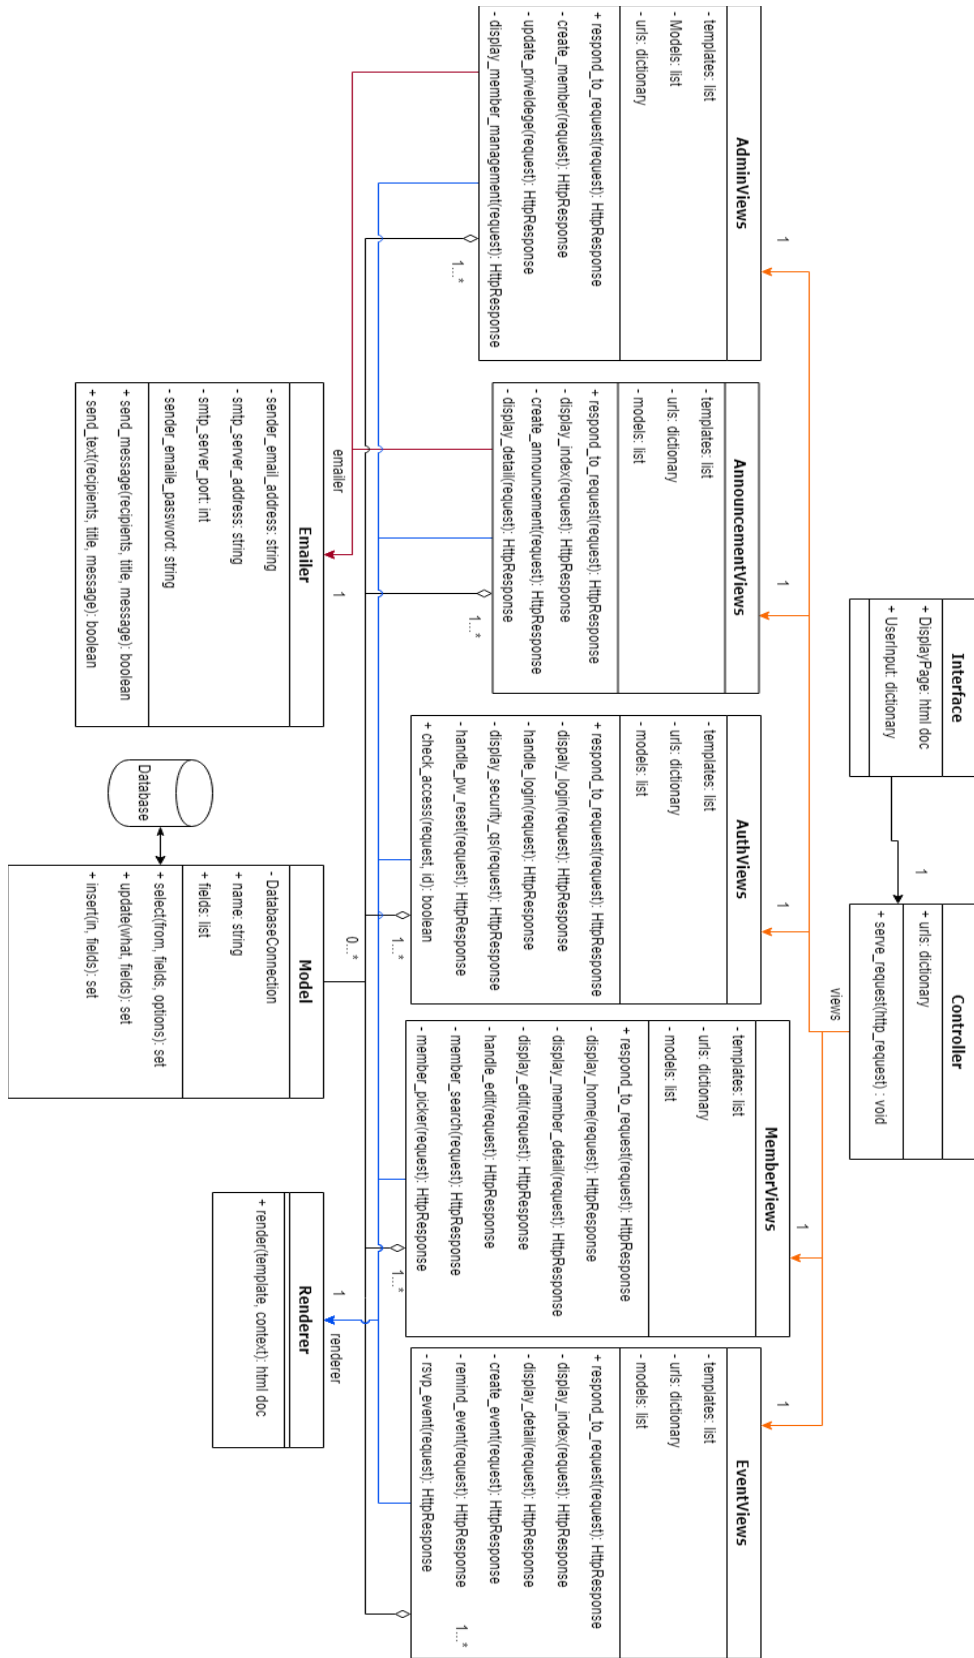 Interface
+ DisplayPage: html doc
+ UserInput: dictionary
1
Controller
+ urls: dictionary
+ serve_request(http_request) : void
views
1
1
1
1
1
AdminViews
- templates: list
- Models: list
- urls: dictionary
+ respond_to_request(request): HttpResponse
- create_member(request): HttpResponse
- update_priveldege(request): HttpResponse
- display_member_management(request): HttpResponse
1...*
AnnouncementViews
- templates: list
- urls: dictionary
- models: list
+ respond_to_request(request): HttpResponse
- display_index(request): HttpResponse
- create_announcement(request): HttpResponse
- display_detail(request): HttpResponse
1...*
AuthViews
- templates: list
- urls: dictionary
- models: list
+ respond_to_request(request): HttpResponse
- dispaly_login(request): HttpResponse
- handle_login(request): HttpResponse
- display_security_qs(request): HttpResponse
- handle_pw_reset(request): HttpResponse
+ check_access(request, id): boolean
1...*
MemberViews
- templates: list
- urls: dictionary
- models: list
+ respond_to_request(request): HttpResponse
- display_home(request): HttpResponse
- display_member_detail(request): HttpResponse
- display_edit(request): HttpResponse
- handle_edit(request): HttpResponse
- member_search(request): HttpResponse
- member_picker(request): HttpResponse
1...*
EventViews
- templates: list
- urls: dictionary
- models: list
+ respond_to_request(request): HttpResponse
- display_index(request): HttpResponse
- display_detail(request): HttpResponse
- create_event(request): HttpResponse
- remind_event(request): HttpResponse
- rsvp_event(request): HttpResponse
1...*
emailer
1
Emailer
- sender_email_address: string
- smtp_server_address: string
- smtp_server_port: int
- sender_emaile_password: string
+ send_message(recipients, title, message): boolean
+ send_text(recipients, title, message): boolean
Database
0...*
Model
- DatabaseConnection
+ name: string
+ fields: list
+ select(from, fields, options): set
+ update(what, fields): set
+ insert(in, fields): set
1
renderer
Renderer
+ render(template, context): html doc